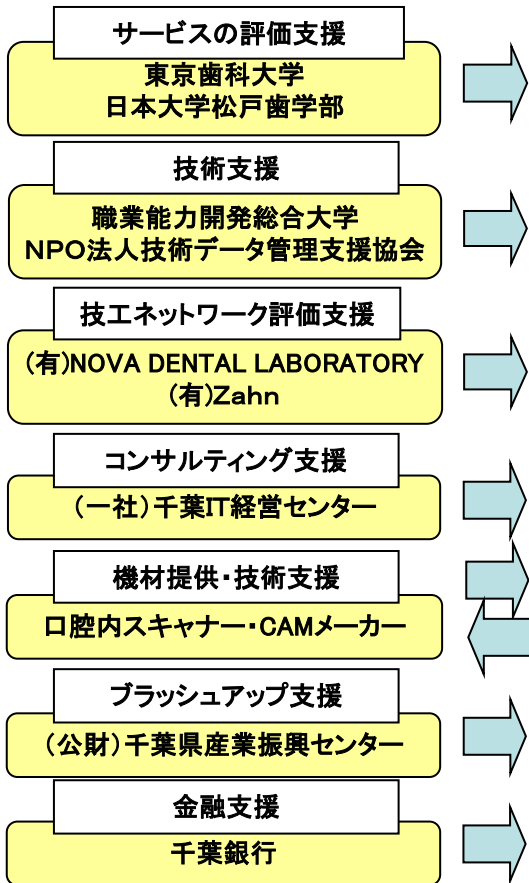 サービスの評価支援
東京歯科大学
日本大学松戸歯学部
技術支援
職業能力開発総合大学
NPO法人技術データ管理支援協会
技工ネットワーク評価支援
(有)NOVA DENTAL LABORATORY
(有)Zahn
コンサルティング支援
(一社)千葉IT経営センター
機材提供・技術支援
口腔内スキャナー・CAMメーカー
ブラッシュアップ支援
(公財)千葉県産業振興センター
金融支援
千葉銀行